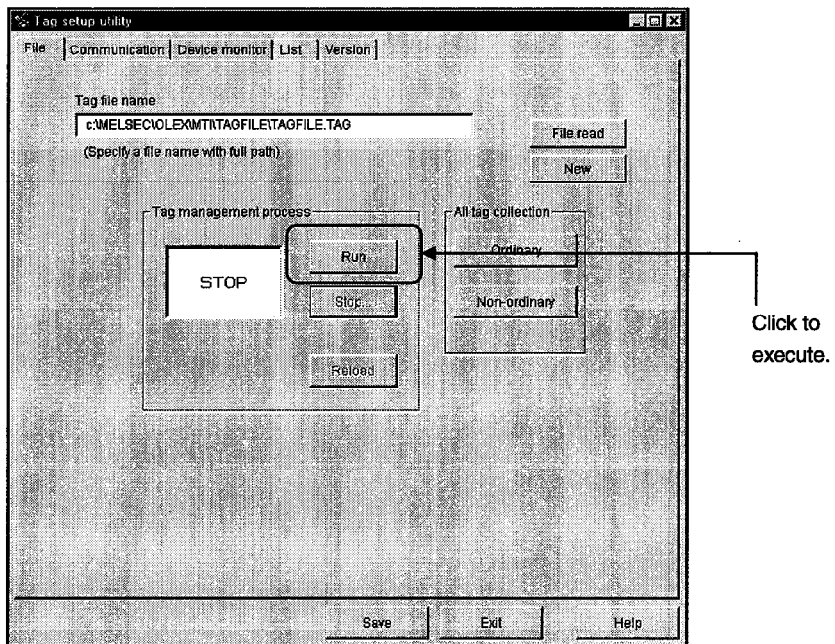 Tag setup utility
File Communication Device monitor List Version
Tag file name
c:\MELSEC\OLEX\MTI\TAGFILE\TAGFILE.TAG
(Specify a file name with full path)
File read
New
Tag management process
STOP
Run
Stop...
Reload
All tag collection
Ordinary
Non-ordinary
Click to
execute.
Save Exit Help